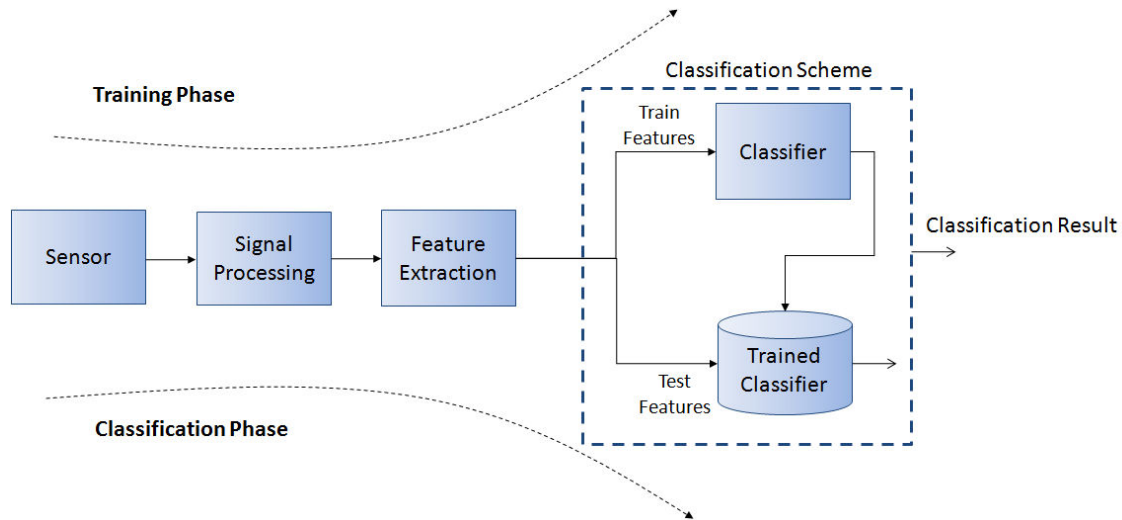 Training Phase
Classification Scheme
Train
Features
Classifier
Sensor
Signal
Processing
Feature
Extraction
Classification Result
Trained
Classifier
Test
Features
Classification Phase